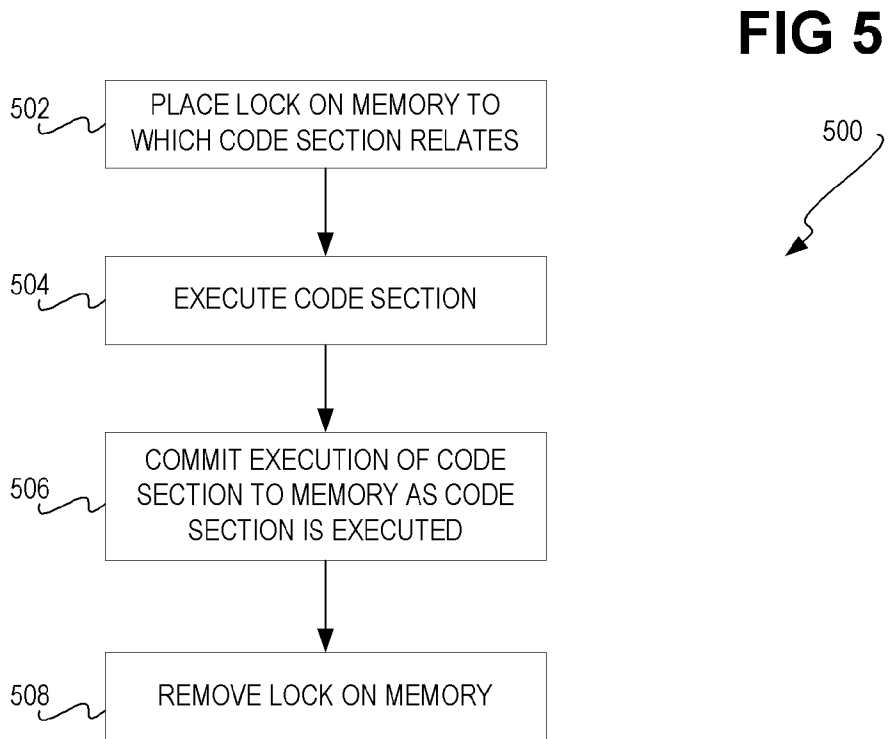 FIG 5
500
502
PLACE LOCK ON MEMORY TO
WHICH CODE SECTION RELATES
504
EXECUTE CODE SECTION
506
COMMIT EXECUTION OF CODE
SECTION TO MEMORY AS CODE
SECTION IS EXECUTED
508
REMOVE LOCK ON MEMORY